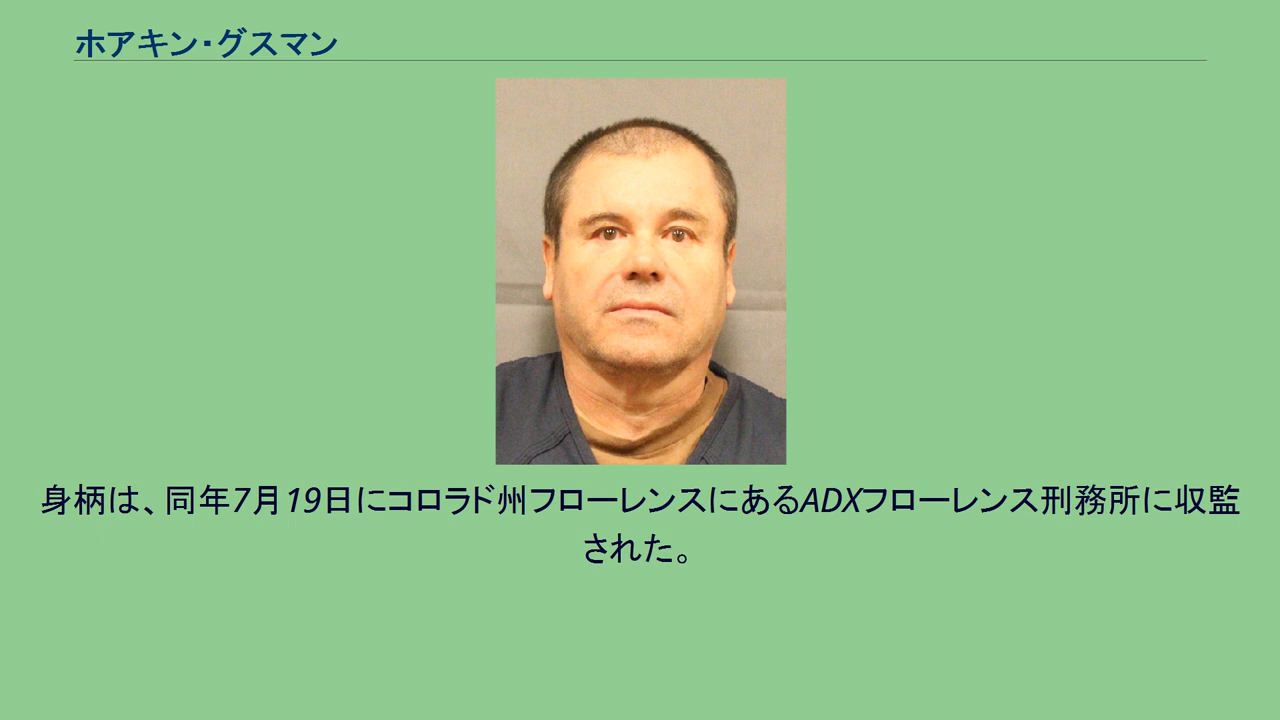 ホアキン・グスマン
身柄は、同年7月19日にコロラド州フローレンスにあるADXフローレンス刑務所に収監
された。